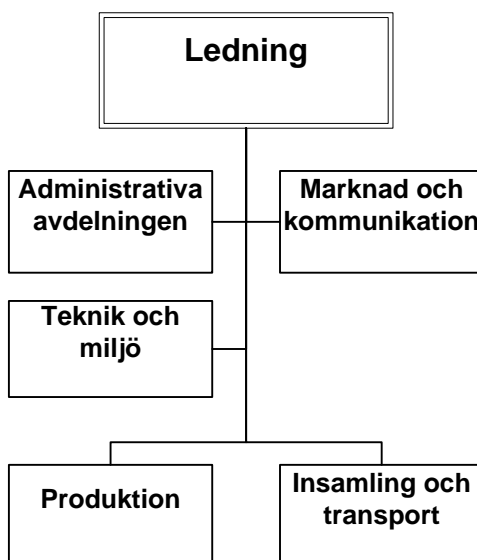 Ledning
Administrativa
avdelningen
Marknad och
kommunikation
Teknik och
miljö
Produktion
Insamling och
transport